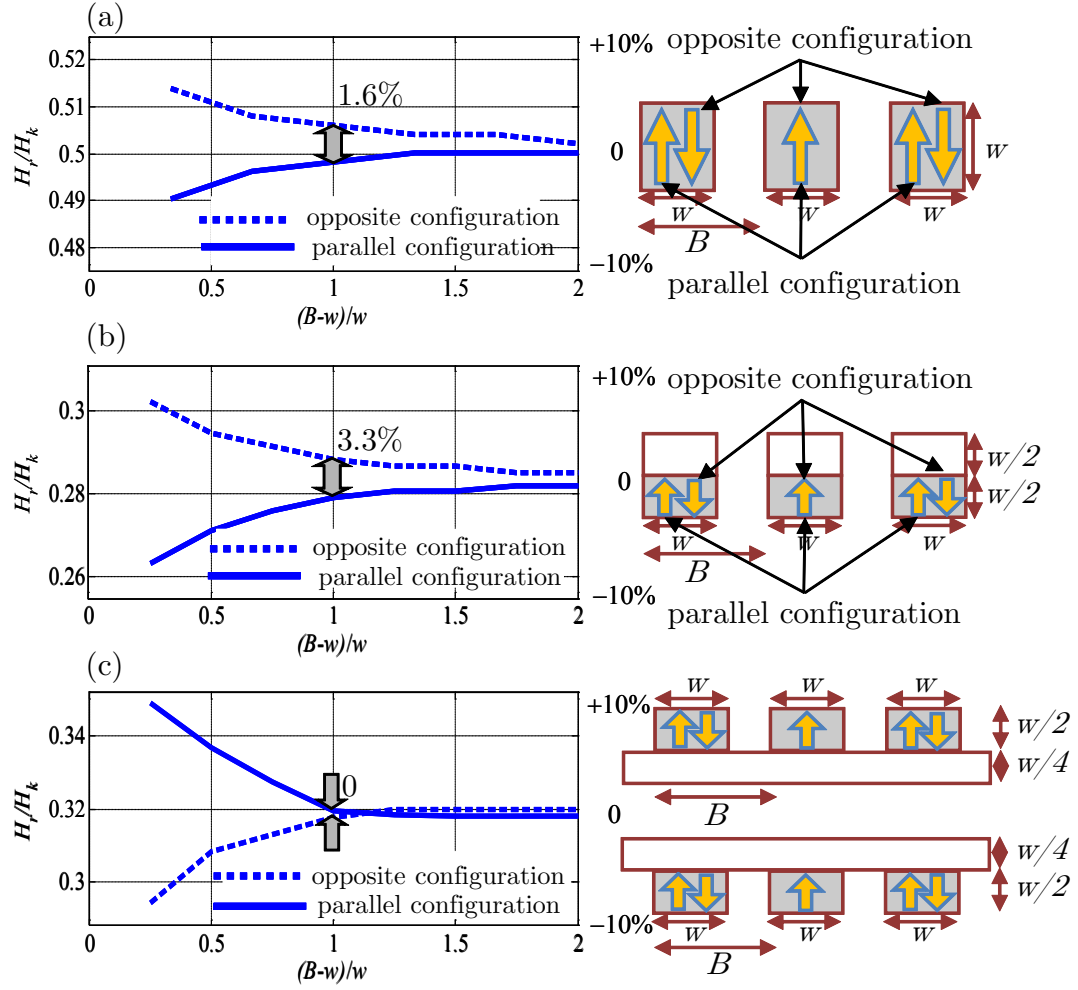 (a)
0.52
0.51
0.5
0.49
0.48
H_r/H_k
1.6%
opposite configuration
parallel configuration
0
0.5
1
1.5
2
(B-w)/w
+10%
0
−10%
opposite configuration
w
w
w
w
B
parallel configuration
(b)
0.3
0.28
0.26
H_r/H_k
3.3%
opposite configuration
parallel configuration
0
0.5
1
1.5
2
(B-w)/w
+10%
0
−10%
opposite configuration
w/2
w/2
w
w
w
B
parallel configuration
(c)
0.34
0.32
0.3
H_r/H_k
0
opposite configuration
parallel configuration
0
0.5
1
1.5
2
(B-w)/w
+10%
0
−10%
w
w
w
w/2
w/4
B
w/4
w/2
w
w
w
B